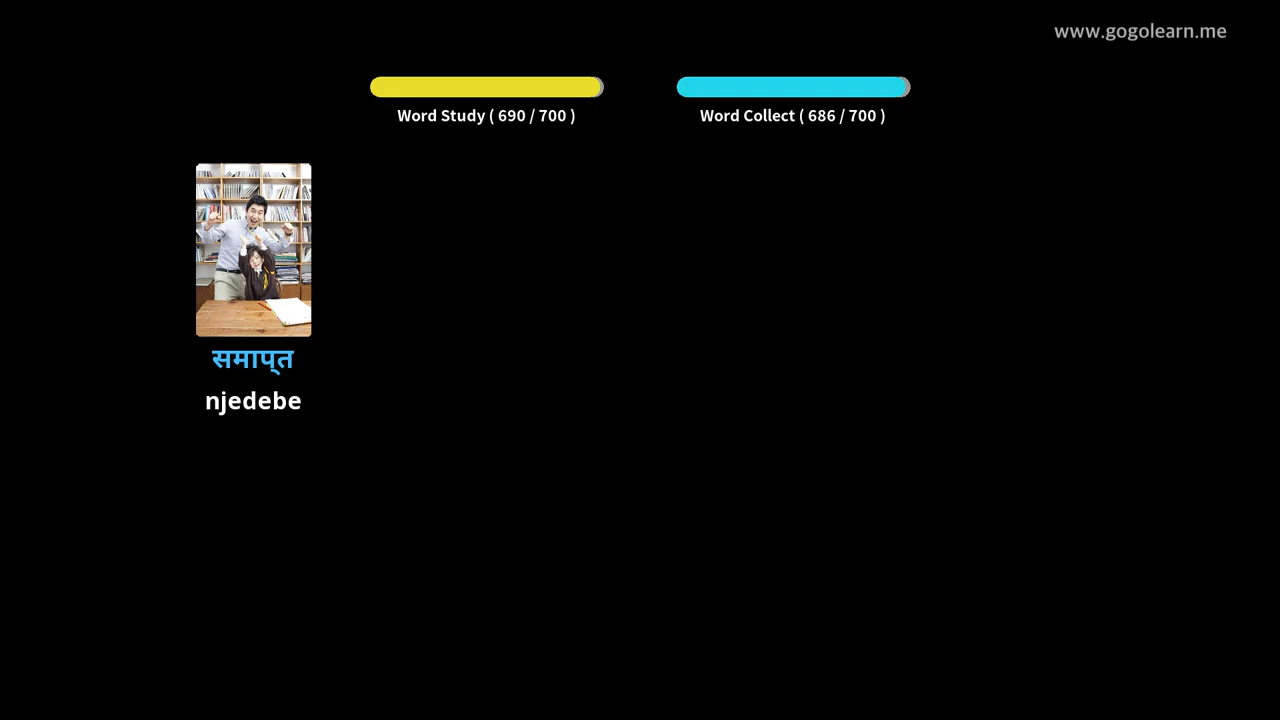 www.gogolearn.me
Word Study ( 690 / 700 )
Word Collect ( 686 / 700 )
समाप्त
njedebe